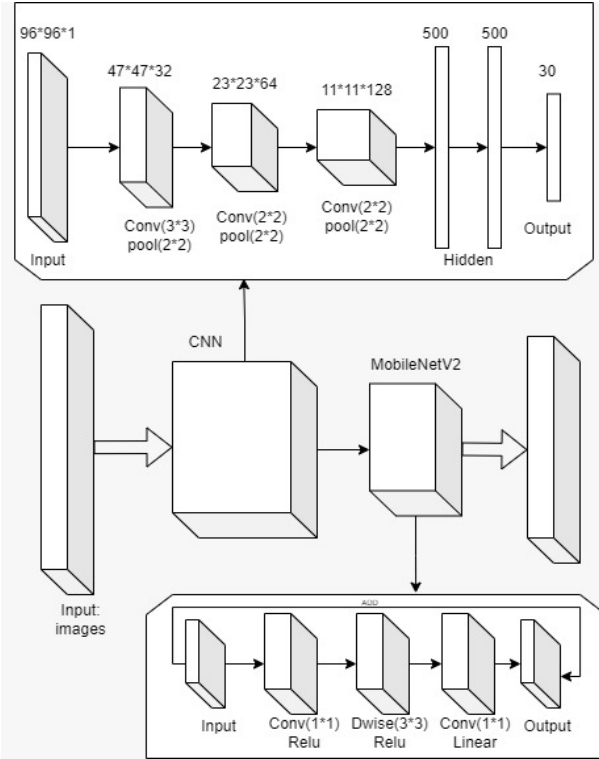 96*96*1
47*47*32
23*23*64
11*11*128
500
500
30
Conv(3*3)
pool(2*2)
Conv(2*2)
pool(2*2)
Conv(2*2)
pool(2*2)
Input
Hidden
Output
CNN
MobileNetV2
Input:
images
ADD
Input
Conv(1*1)
Relu
Dwise(3*3)
Relu
Conv(1*1)
Linear
Output